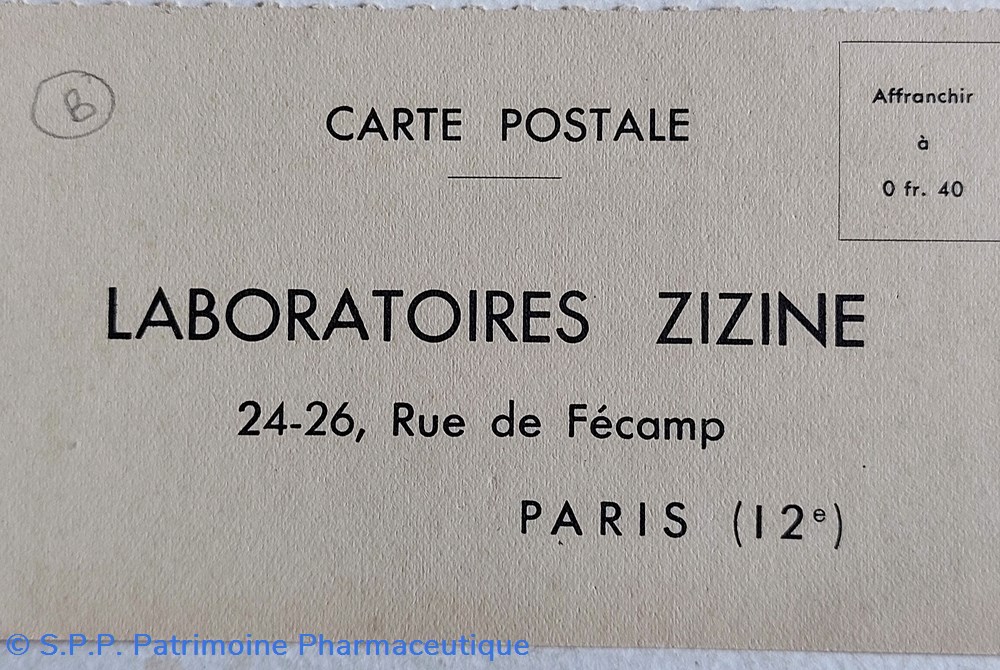 B
CARTE POSTALE
Affranchir
à
0 fr. 40
LABORATOIRES ZIZINE
24-26, Rue de Fécamp
PARIS (12e)
© S.P.P. Patrimoine Pharmaceutique